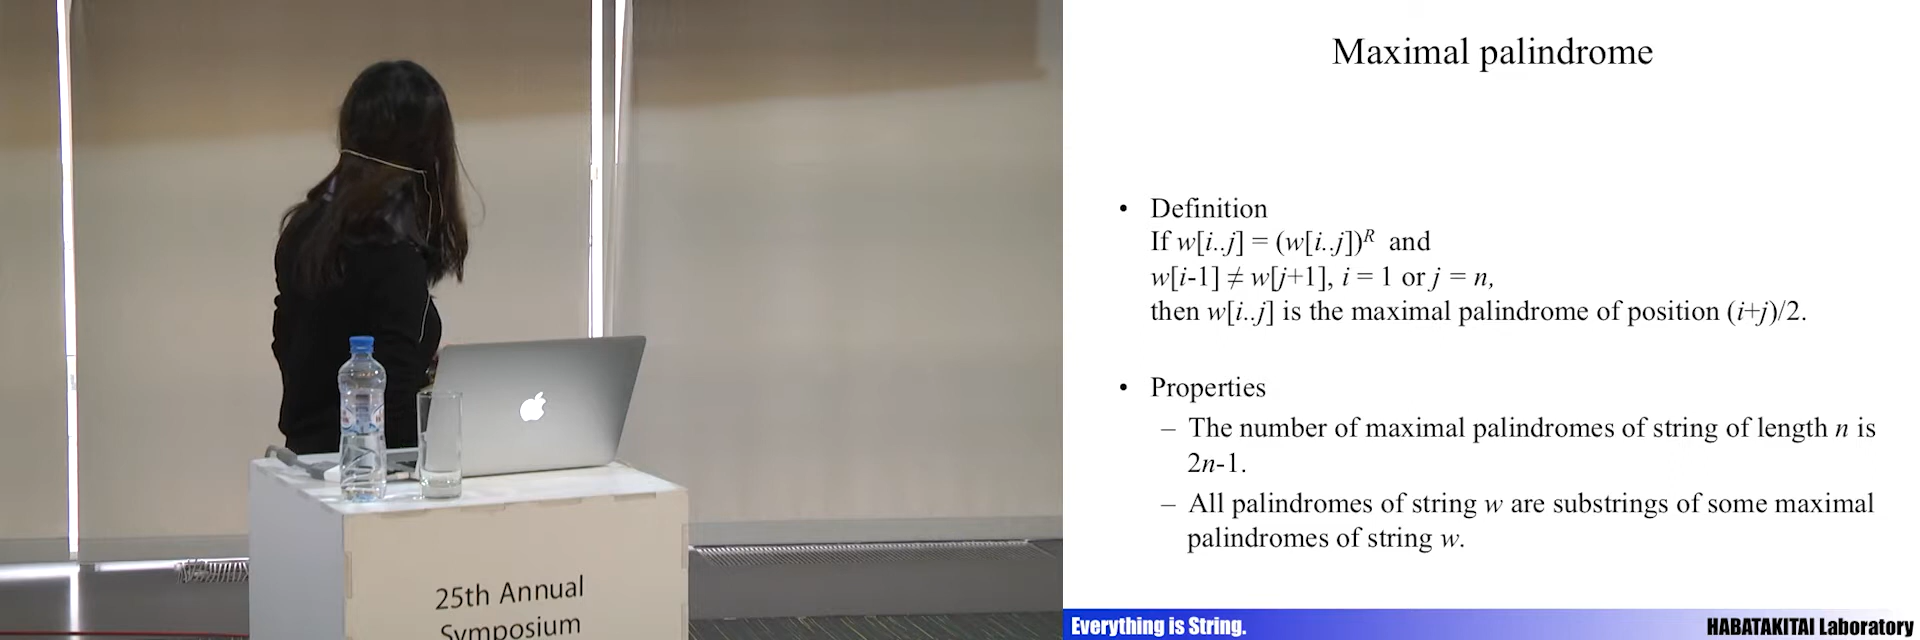 25th Annual
Symposium
Maximal palindrome
• Definition
If w[i..j] = (w[i..j])ᴿ and
w[i-1] ≠ w[j+1], i = 1 or j = n,
then w[i..j] is the maximal palindrome of position (i+j)/2.
• Properties
– The number of maximal palindromes of string of length n is
2n-1.
– All palindromes of string w are substrings of some maximal
palindromes of string w.
Everything is String.
HABATAKITAI Laboratory